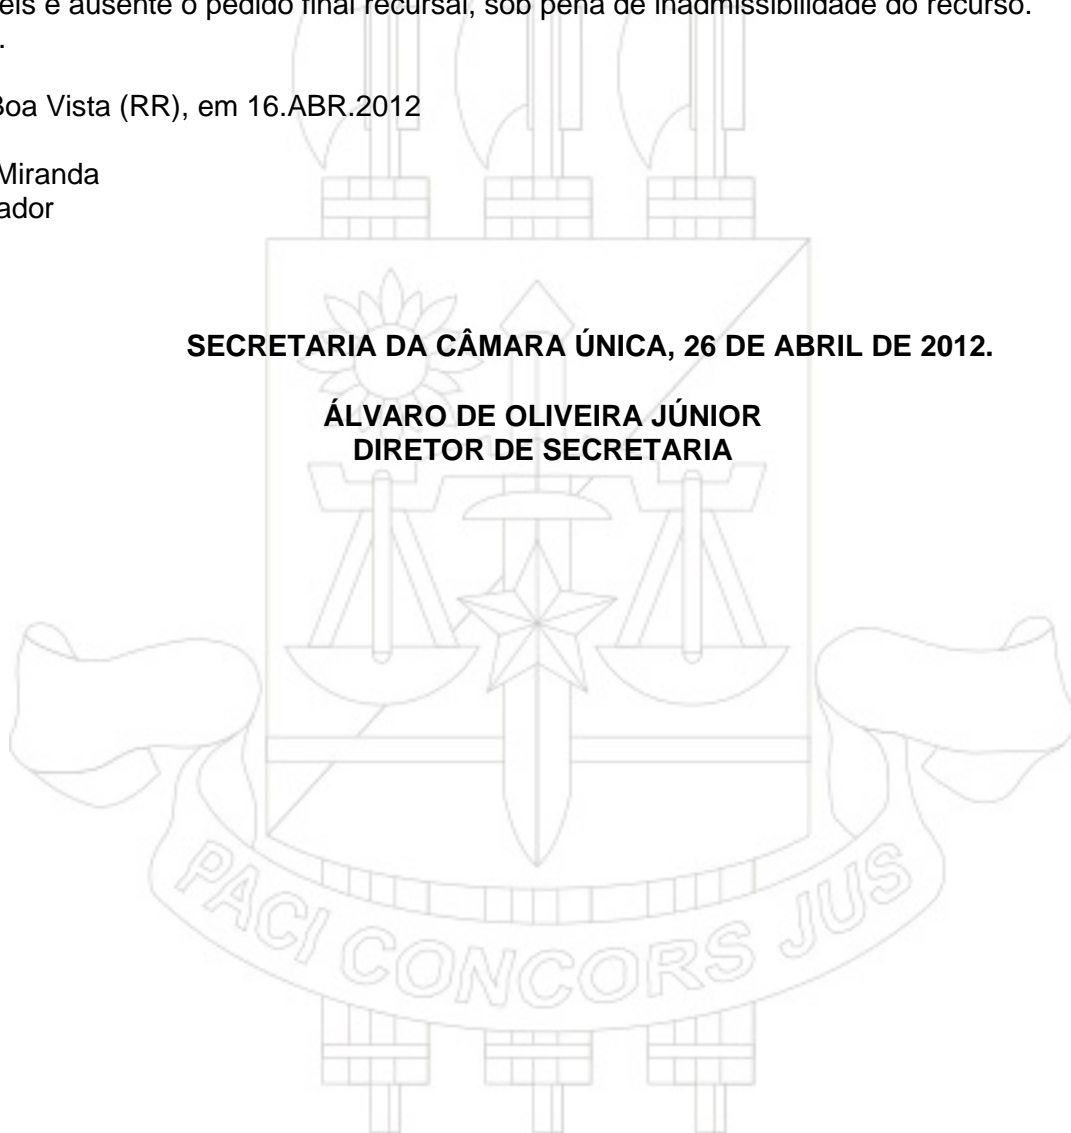 eis e ausente o pedido final recursal, sob pena de inadmissibilidade do recurso.
.
Boa Vista (RR), em 16.ABR.2012
Miranda
ador
SECRETARIA DA CÂMARA ÚNICA, 26 DE ABRIL DE 2012.
ÁLVARO DE OLIVEIRA JÚNIOR
DIRETOR DE SECRETARIA
PACI CONCORS JUS